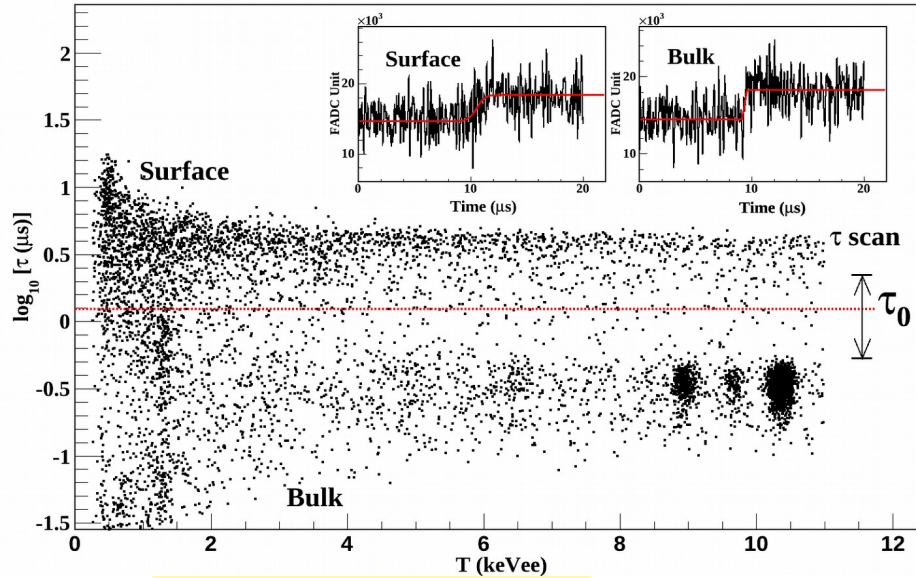 ×10³
Surface
FADC Unit
20
10
0
10
20
Time (μs)
×10³
Bulk
FADC Unit
20
10
0
10
20
Time (μs)
log₁₀ [τ (μs)]
2
1.5
1
0.5
0
-0.5
-1
-1.5
Surface
τ scan
τ₀
Bulk
0
2
4
6
8
10
12
T (keVee)